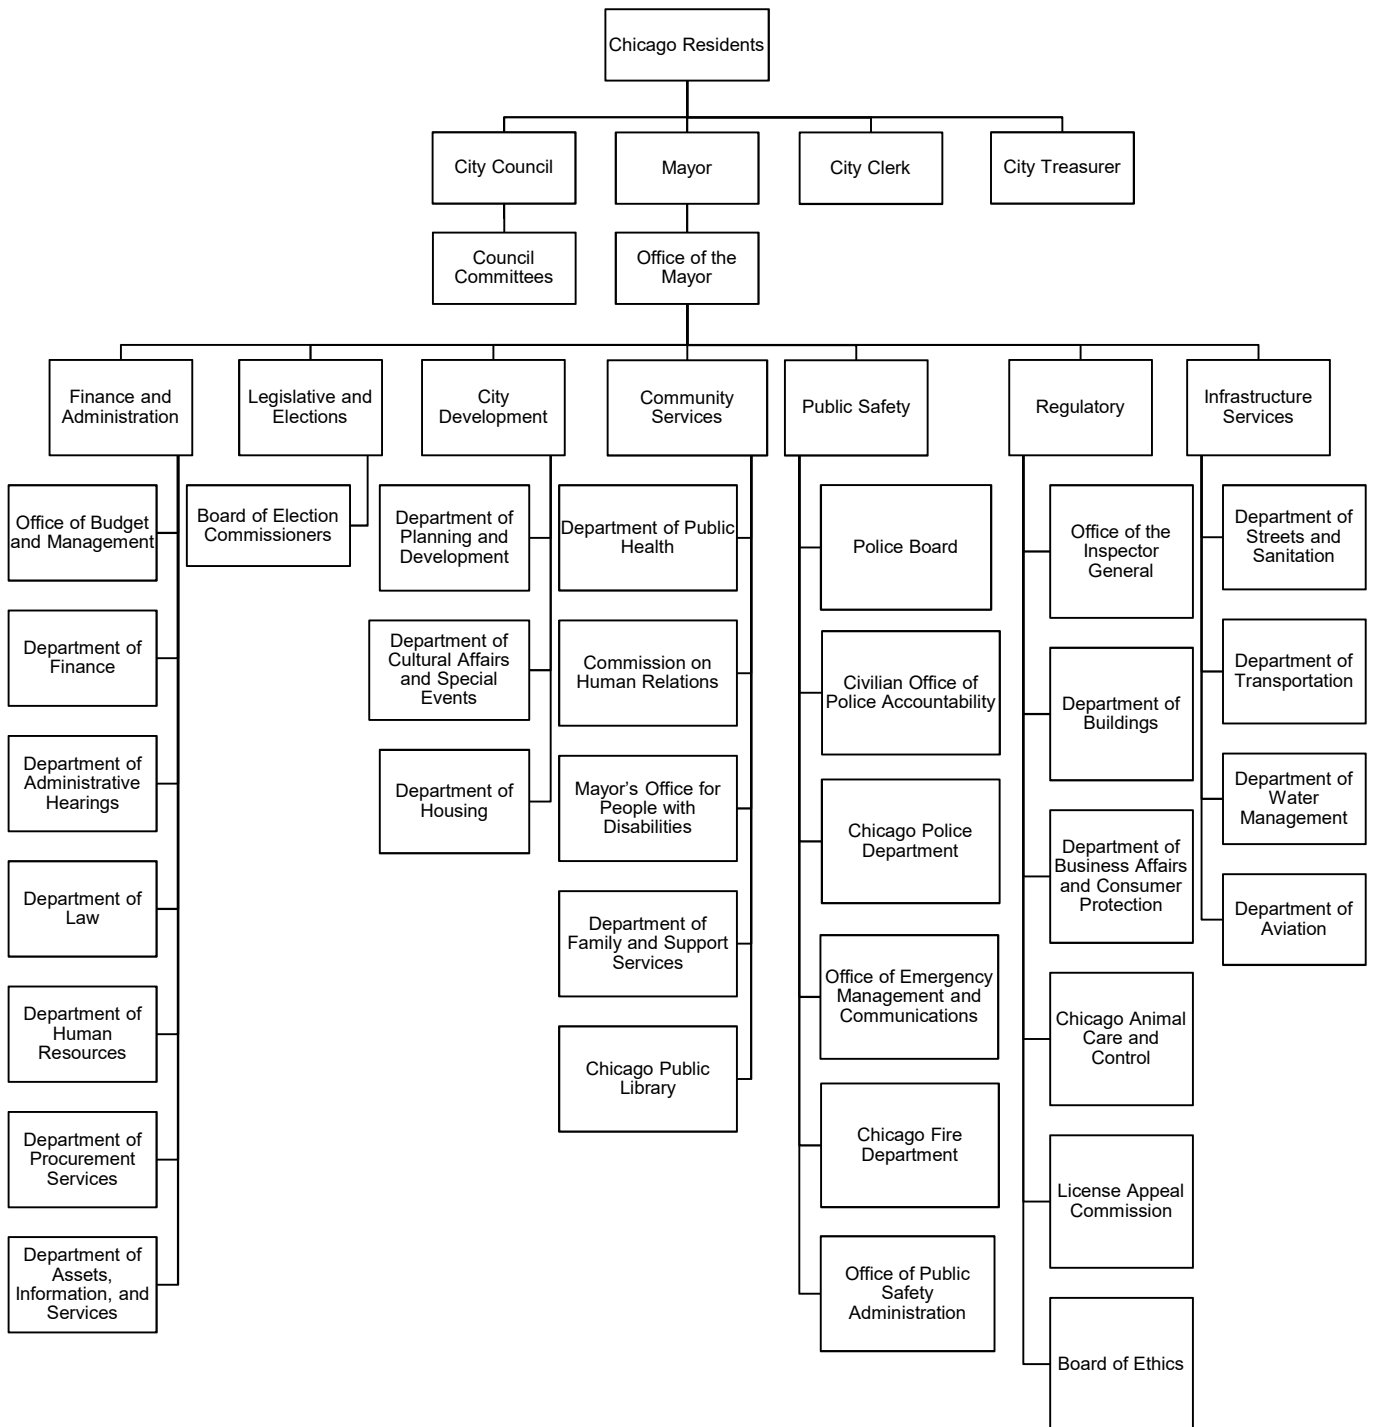 Chicago Residents
City Council
Mayor
City Clerk
City Treasurer
Council
Committees
Office of the
Mayor
Finance and
Administration
Legislative and
Elections
City
Development
Community
Services
Public Safety
Regulatory
Infrastructure
Services
Office of Budget
and Management
Department of
Finance
Department of
Administrative
Hearings
Department of
Law
Department of
Human
Resources
Department of
Procurement
Services
Department of
Assets,
Information, and
Services
Board of Election
Commissioners
Department of
Planning and
Development
Department of
Cultural Affairs
and Special
Events
Department of
Housing
Department of Public
Health
Commission on
Human Relations
Mayor’s Office for
People with
Disabilities
Department of
Family and Support
Services
Chicago Public
Library
Police Board
Civilian Office of
Police Accountability
Chicago Police
Department
Office of Emergency
Management and
Communications
Chicago Fire
Department
Office of Public
Safety
Administration
Office of the
Inspector
General
Department of
Buildings
Department of
Business Affairs
and Consumer
Protection
Chicago Animal
Care and
Control
License Appeal
Commission
Board of Ethics
Department of
Streets and
Sanitation
Department of
Transportation
Department of
Water
Management
Department of
Aviation